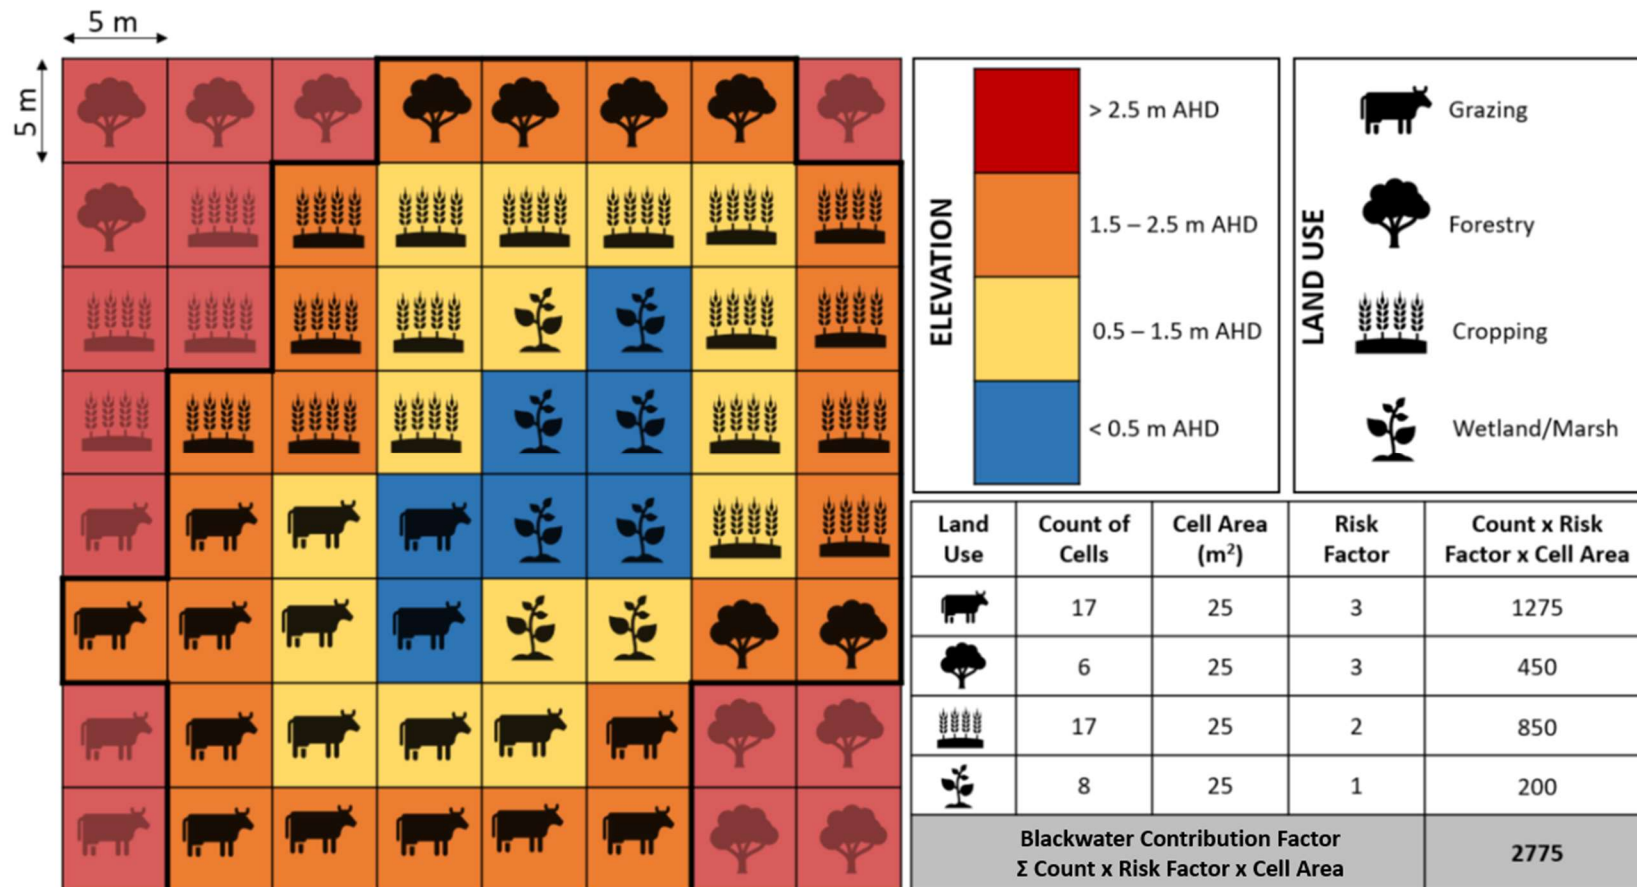 5 m
5 m
ELEVATION
> 2.5 m AHD
1.5 – 2.5 m AHD
0.5 – 1.5 m AHD
< 0.5 m AHD
LAND USE
Grazing
Forestry
Cropping
Wetland/Marsh
Land Use
Count of Cells
Cell Area (m²)
Risk Factor
Count x Risk Factor x Cell Area
17 25 3 1275
6 25 3 450
17 25 2 850
8 25 1 200
Blackwater Contribution Factor
Σ Count x Risk Factor x Cell Area
2775